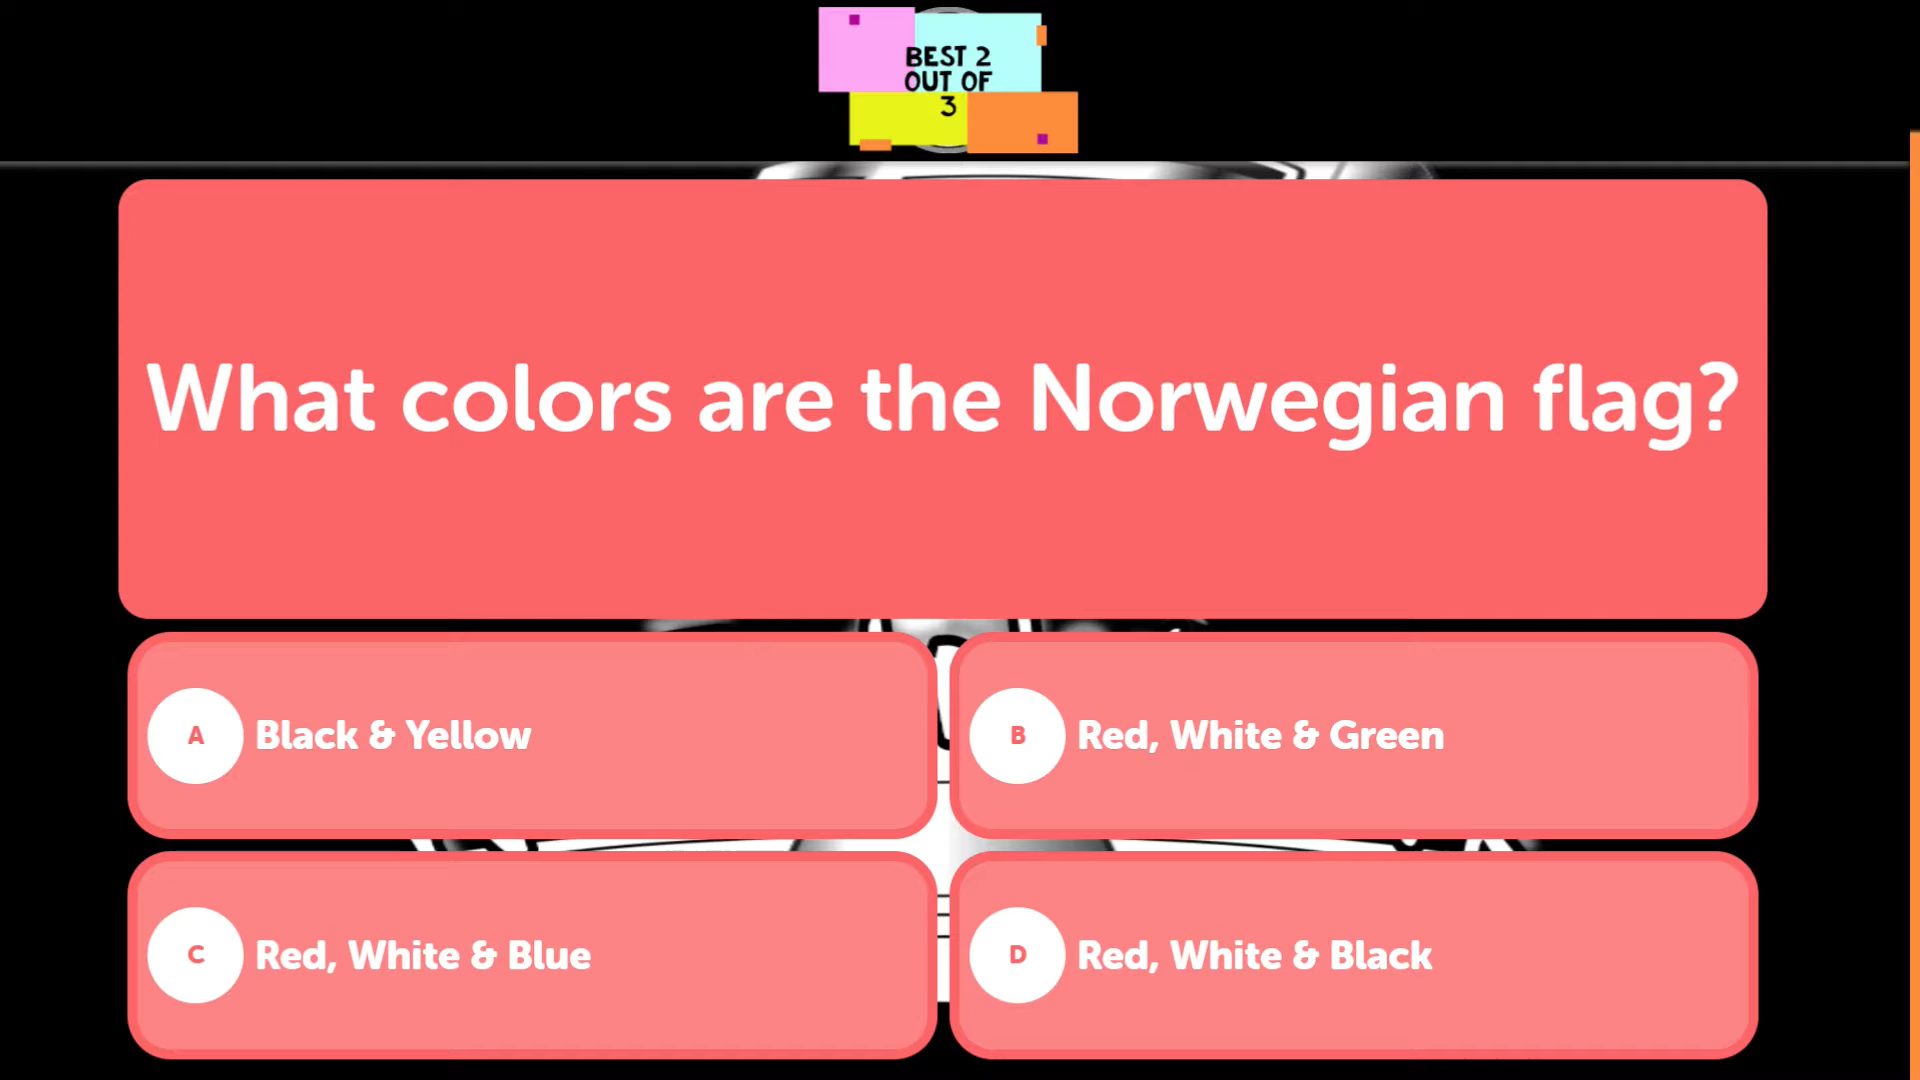 BEST 2
OUT OF
3
What colors are the Norwegian flag?
A Black & Yellow
B Red, White & Green
C Red, White & Blue
D Red, White & Black